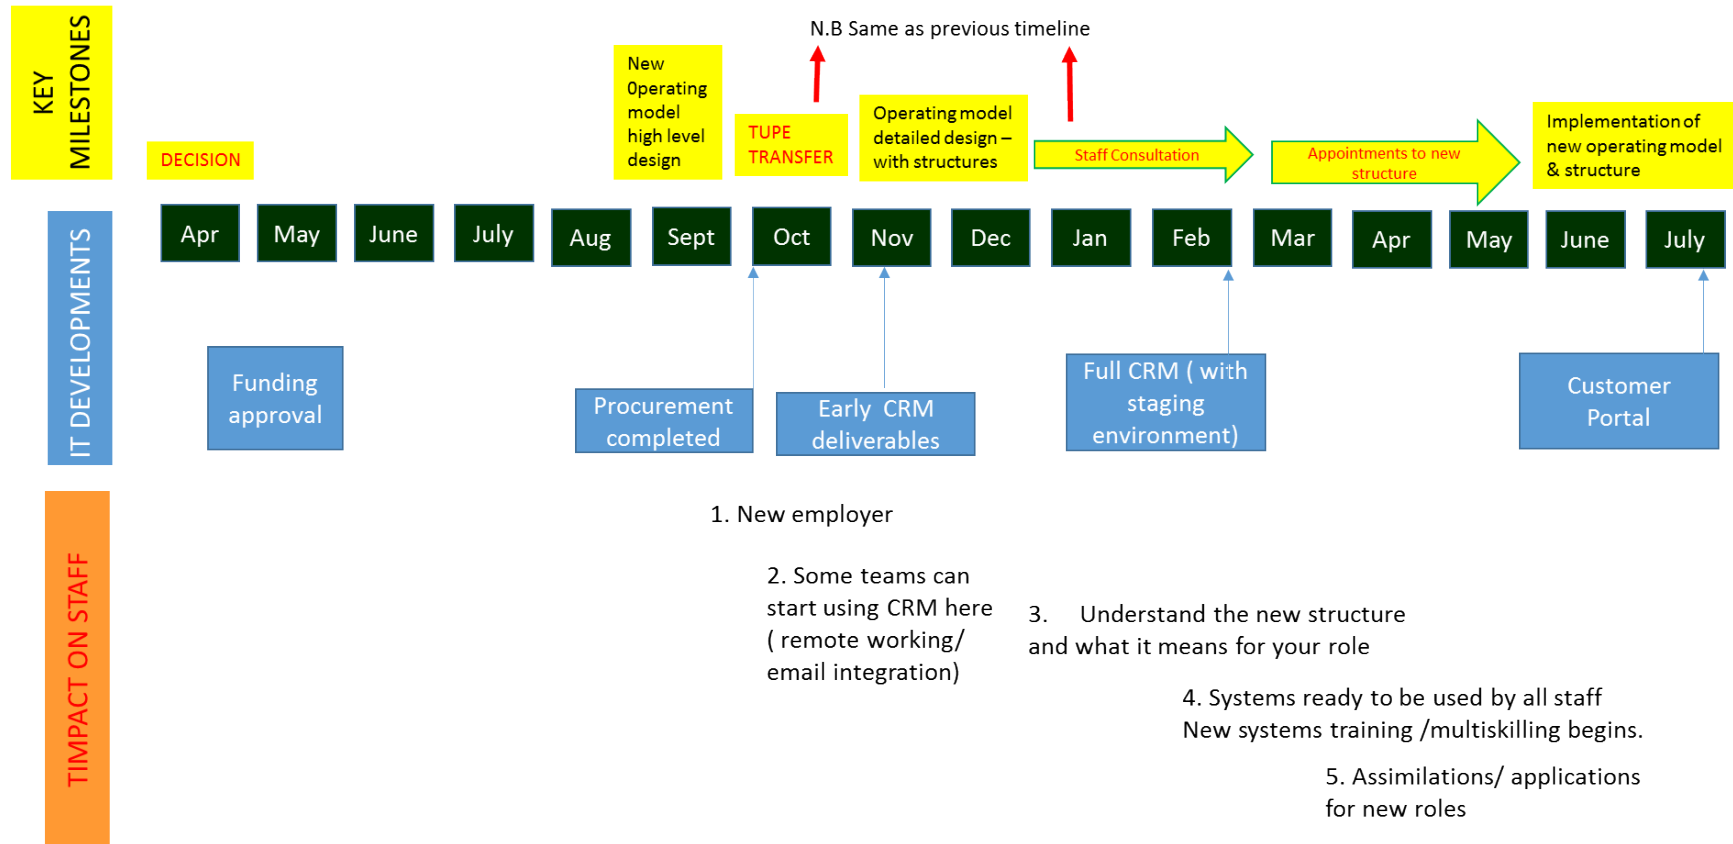 KEY
MILESTONES
N.B Same as previous timeline
DECISION
New
0perating
model
high level
design
TUPE
TRANSFER
Operating model
detailed design –
with structures
Staff Consultation
Appointments to new
structure
Implementation of
new operating model
& structure
Apr
May
June
July
Aug
Sept
Oct
Nov
Dec
Jan
Feb
Mar
Apr
May
June
July
IT DEVELOPMENTS
Funding
approval
Procurement
completed
Early CRM
deliverables
Full CRM ( with
staging
environment)
Customer
Portal
TIMPACT ON STAFF
1. New employer
2. Some teams can
start using CRM here
( remote working/
email integration)
3. Understand the new structure
and what it means for your role
4. Systems ready to be used by all staff
New systems training /multiskilling begins.
5. Assimilations/ applications
for new roles